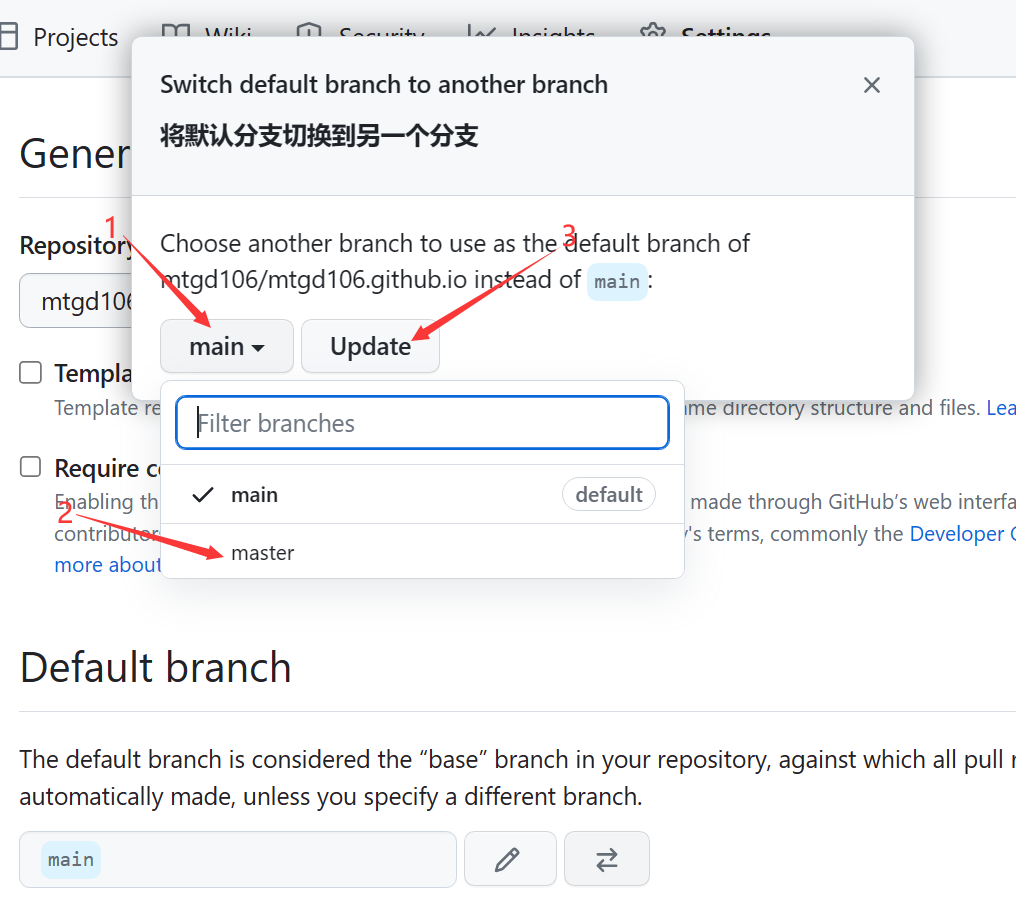 Projects
Wiki
Security
Insights
Settings
Switch default branch to another branch
将默认分支切换到另一个分支
Gener
1
3
Repository
Choose another branch to use as the default branch of
mtgd106/mtgd106.github.io instead of main:
mtgd106
main
Update
Templa
Template re
me directory structure and files. Lea
Filter branches
Require co
main
default
Enabling th
made through GitHub's web interfa
2
contributor
y's terms, commonly the Developer C
master
more about
Default branch
The default branch is considered the “base” branch in your repository, against which all pull r
automatically made, unless you specify a different branch.
main